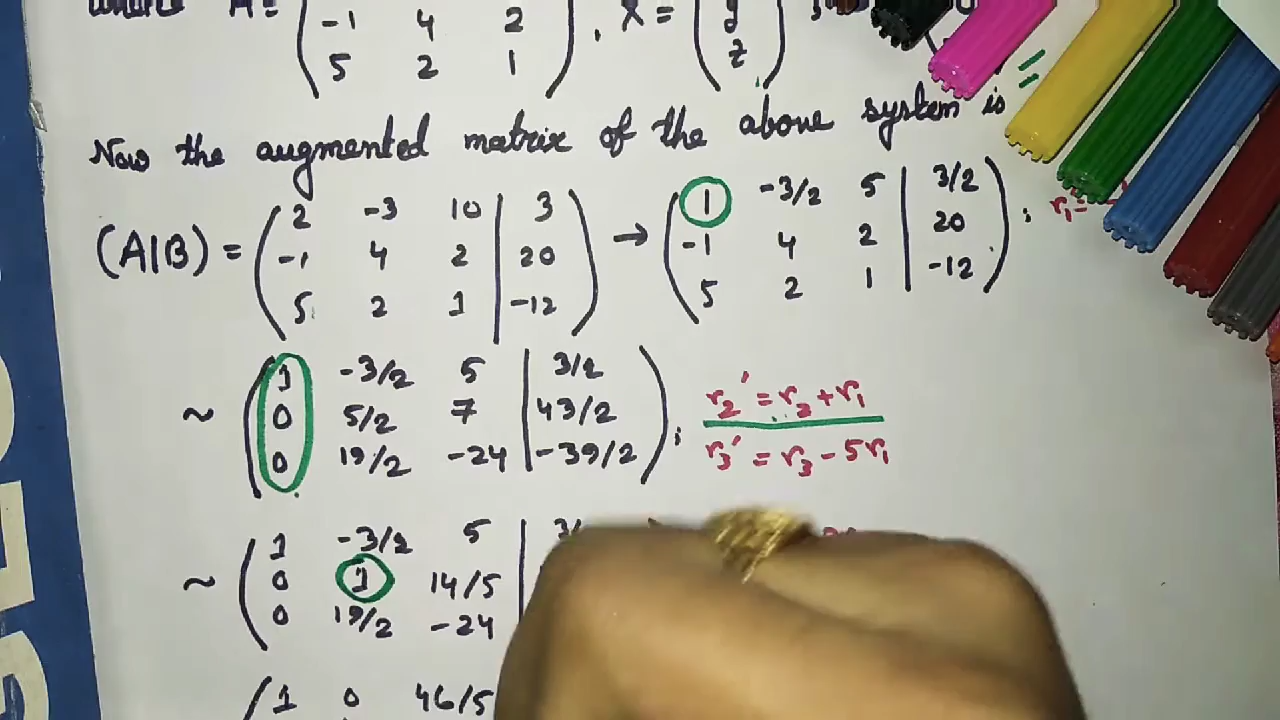 A =
-1 4 2 , X = y
5 2 1 z
Now the augmented matrix of the above system is
(A|B) = ( 2 -3 10 | 3 ) → ( 1 -3/2 5 | 3/2 ) ;
-1 4 2 | 20 -1 4 2 | 20
5 2 1 | -12 5 2 1 | -12
~ ( 1 -3/2 5 | 3/2 ) ; r₂' = r₂ + r₁
0 5/2 7 | 43/2
0 19/2 -24 | -39/2 r₃' = r₃ - 5r₁
~ ( 1 -3/2 5 |
0 1 14/5
0 19/2 -24
( 1 0 46/5